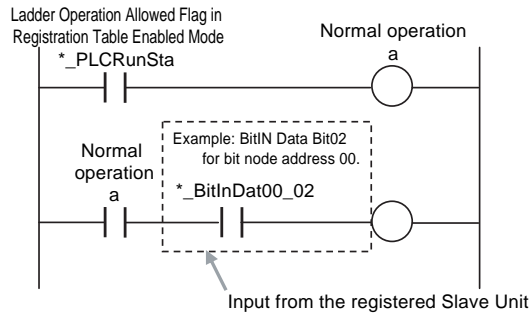 Ladder Operation Allowed Flag in
Registration Table Enabled Mode
*_PLCRunSta
Normal operation
a
Normal
operation
a
Example: BitIN Data Bit02
for bit node address 00.
*_BitInDat00_02
Input from the registered Slave Unit